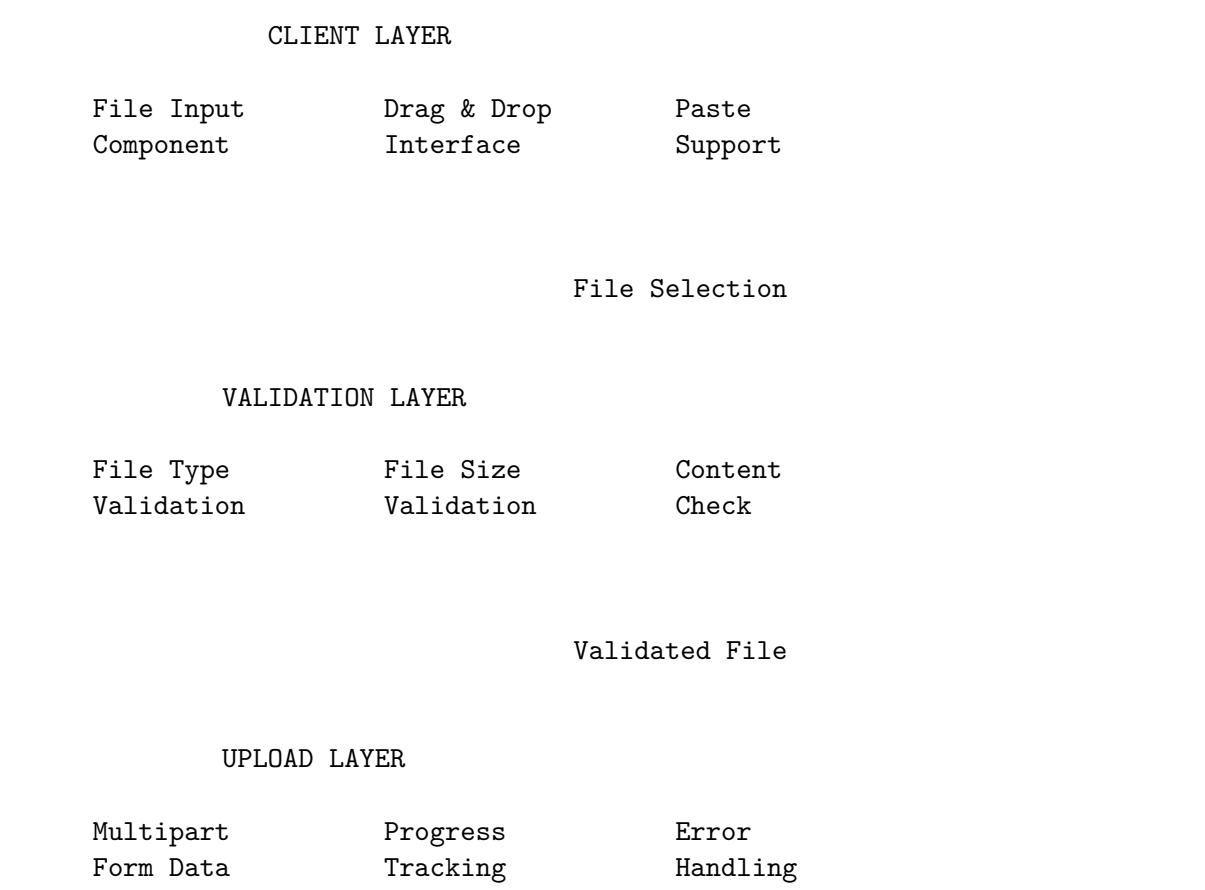 CLIENT LAYER
File Input Drag & Drop Paste
Component Interface Support
File Selection
VALIDATION LAYER
File Type File Size Content
Validation Validation Check
Validated File
UPLOAD LAYER
Multipart Progress Error
Form Data Tracking Handling